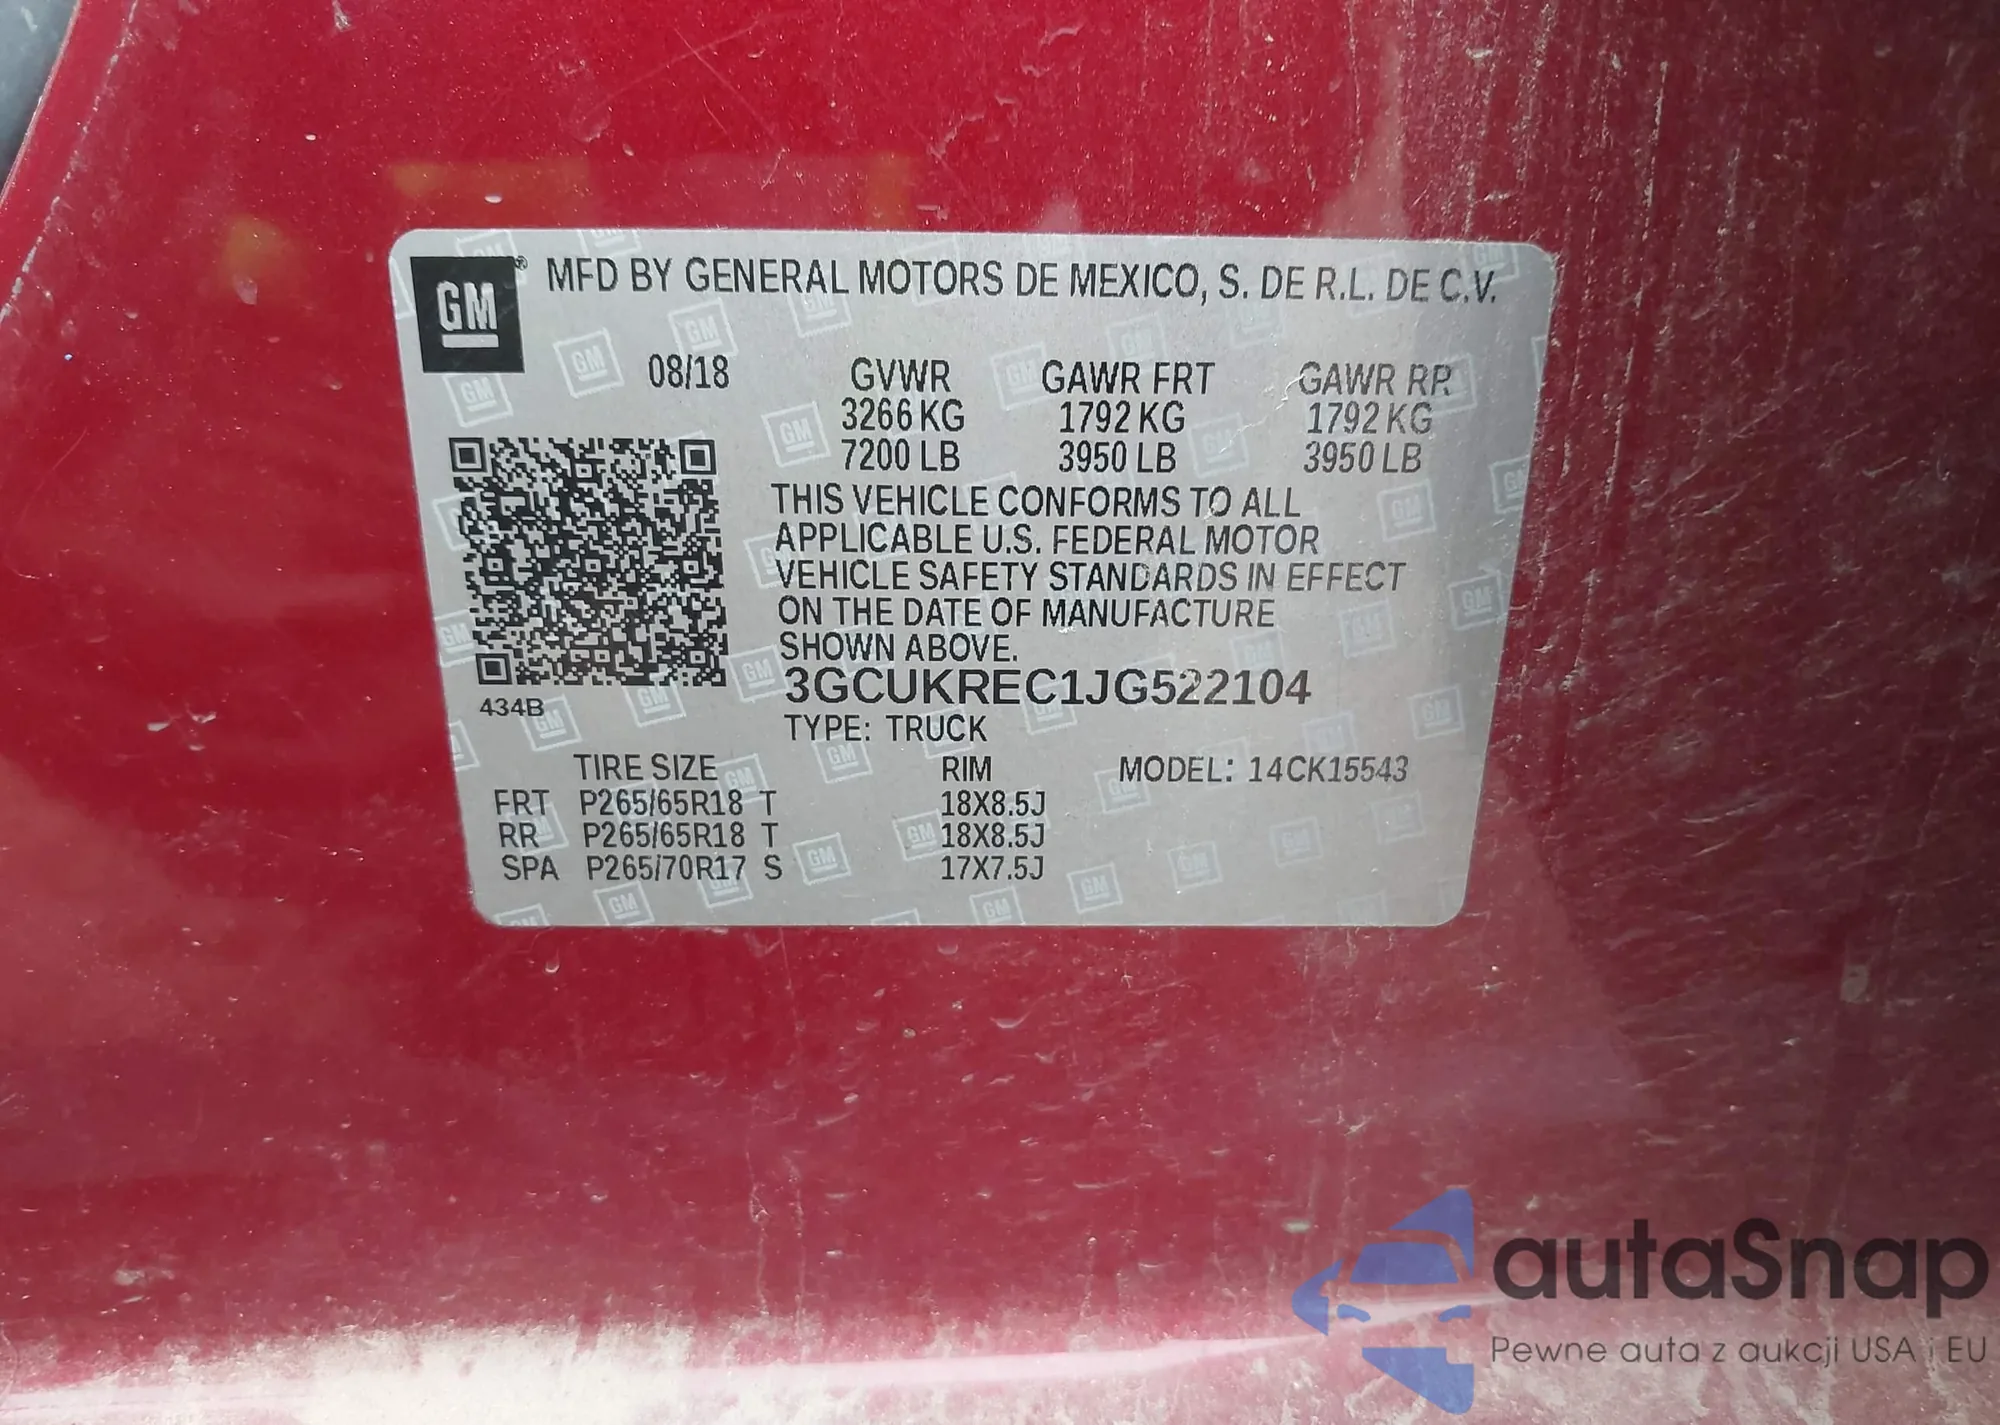 GM® MFD BY GENERAL MOTORS DE MEXICO, S. DE R.L. DE C.V.
08/18 GVWR GAWR FRT GAWR RR
3266 KG 1792 KG 1792 KG
7200 LB 3950 LB 3950 LB
THIS VEHICLE CONFORMS TO ALL
APPLICABLE U.S. FEDERAL MOTOR
VEHICLE SAFETY STANDARDS IN EFFECT
ON THE DATE OF MANUFACTURE
SHOWN ABOVE.
3GCUKREC1JG522104
434B
TYPE: TRUCK
TIRE SIZE RIM MODEL: 14CK15543
FRT P265/65R18 T 18X8.5J
RR P265/65R18 T 18X8.5J
SPA P265/70R17 S 17X7.5J
autaSnap
Pewne auta z aukcji USA i EU